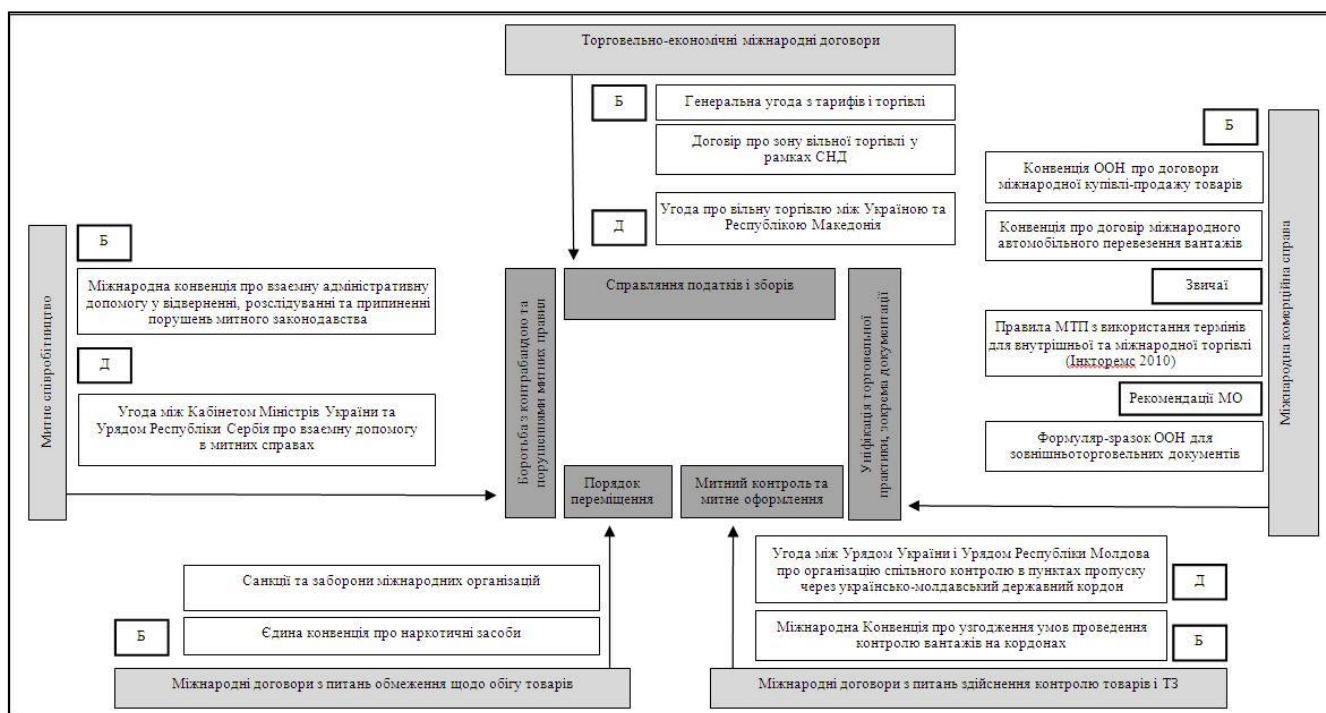 Торговельно-економічні міжнародні договори
Б
Генеральна угода з тарифів і торгівлі
Договір про зону вільної торгівлі у
рамках СНД
Д
Угода про вільну торгівлю між Україною та
Республікою Македонія
Митне співробітництво
Б
Міжнародна конвенція про взаємну адміністративну
допомогу у відверненні, розслідуванні та припиненні
порушень митного законодавства
Д
Угода між Кабінетом Міністрів України та
Урядом Республіки Сербія про взаємну допомогу
в митних справах
Боротьба з контрабандою та
порушеннями митних правил
Справляння податків і зборів
Порядок
переміщення
Митний контроль та
митне оформлення
Уніфікація торговельної
практики, зокрема документації
Б
Конвенція ООН про договори
міжнародної купівлі-продажу товарів
Конвенція про договір міжнародного
автомобільного перевезення вантажів
Звичаї
Правила МТП з використання термінів
для внутрішньої та міжнародної торгівлі
(Інкторемс 2010)
Рекомендації МО
Формуляр-зразок ООН для
зовнішньоторговельних документів
Міжнародна комерційна справа
Санкції та заборони міжнародних організацій
Б
Єдина конвенція про наркотичні засоби
Міжнародні договори з питань обмеження щодо обігу товарів
Угода між Урядом України і Урядом Республіки Молдова
про організацію спільного контролю в пунктах пропуску
через українсько-молдавський державний кордон
Д
Міжнародна Конвенція про узгодження умов проведення
контролю вантажів на кордонах
Б
Міжнародні договори з питань здійснення контролю товарів і ТЗ